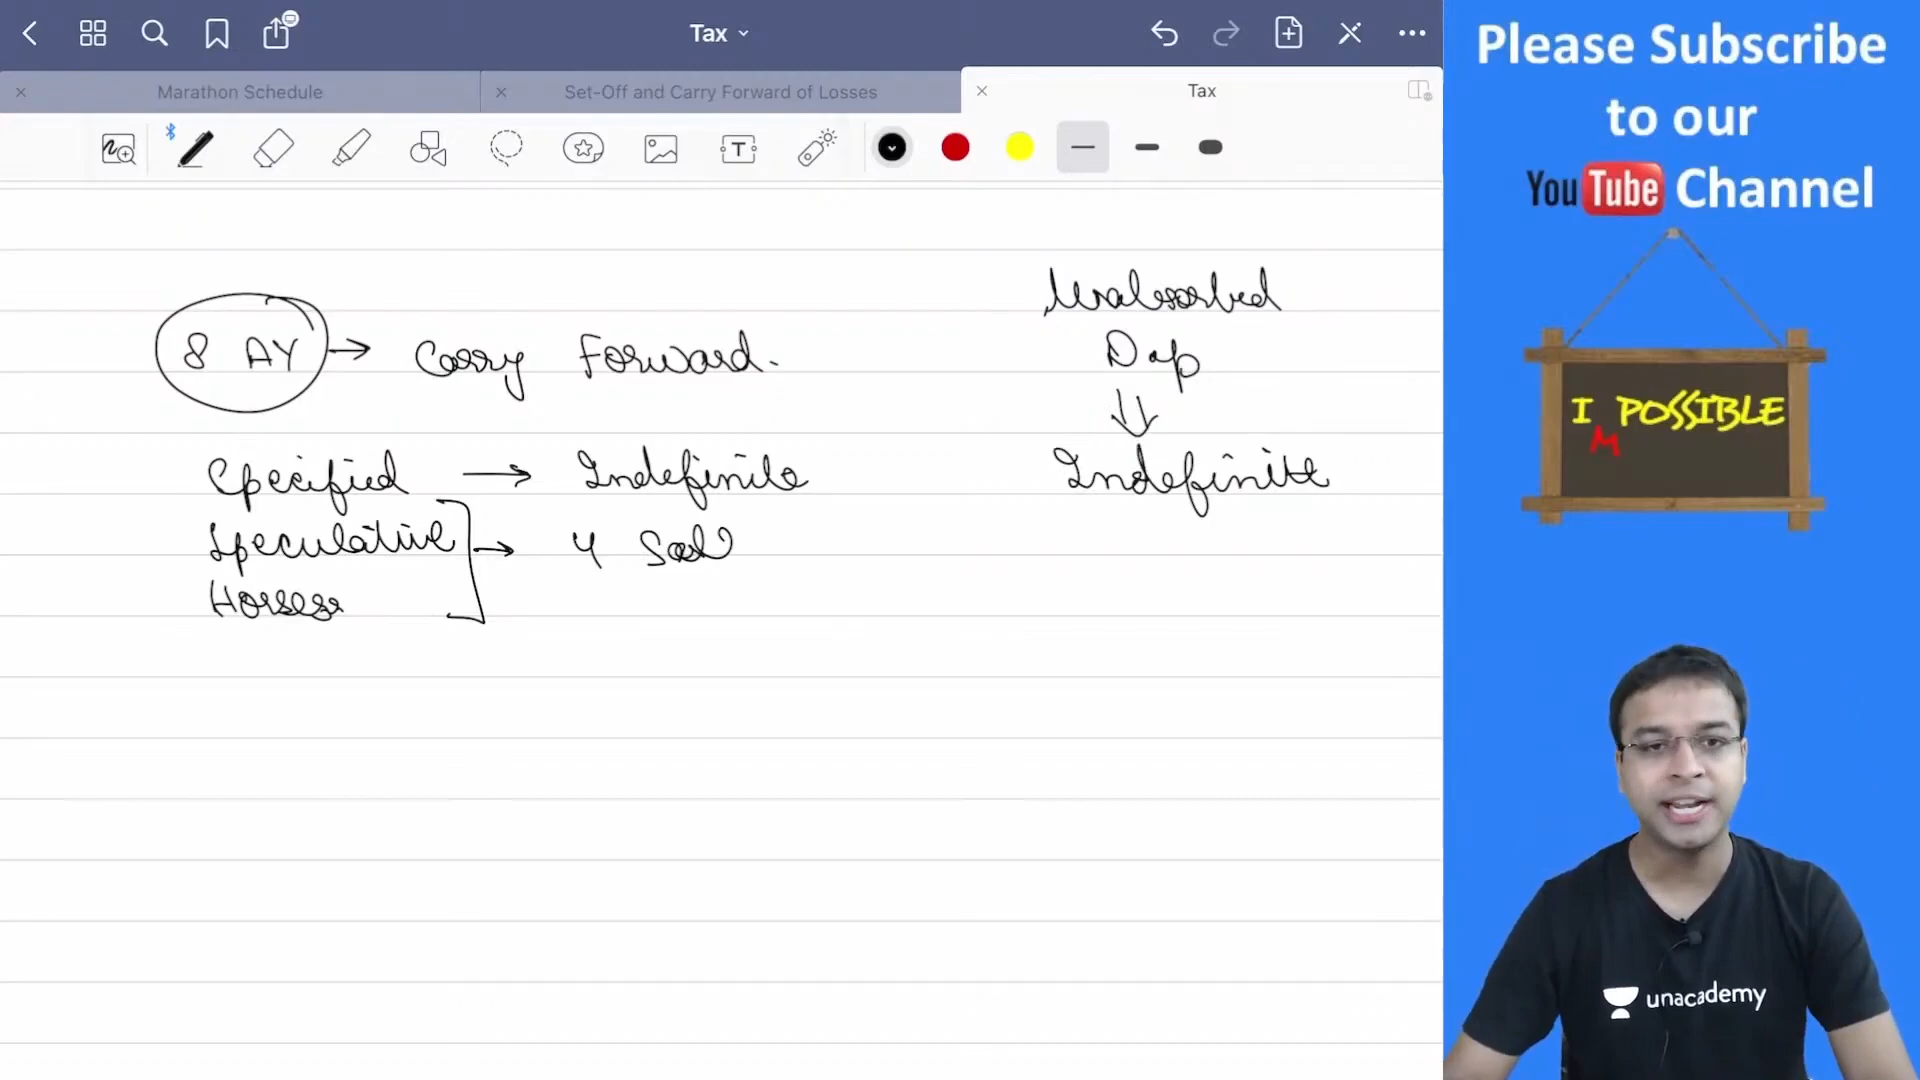 Tax
Marathon Schedule
Set-Off and Carry Forward of Losses
Tax
T
8 AY → Carry Forward.
Specified → Indefinite
Speculative
Horses
→ 4 Saal
Unabsorbed
Dep
Indefinite
Please Subscribe
to our
YouTube Channel
I POSSIBLE
M
unacademy